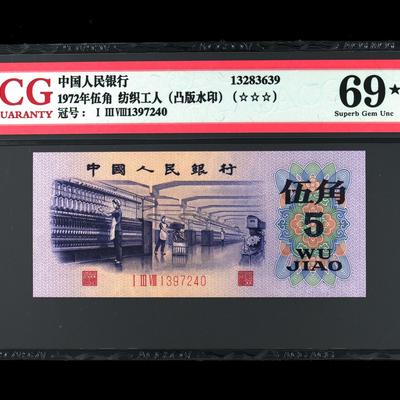 CG
UARANTY
中国人民银行
1972年伍角 纺织工人（凸版水印）
冠号： I III VIII 1397240
13283639
(☆☆☆)
69★
Superb Gem Unc
中國人民銀行
伍角
5
WU
JIAO
I III VIII 1397240